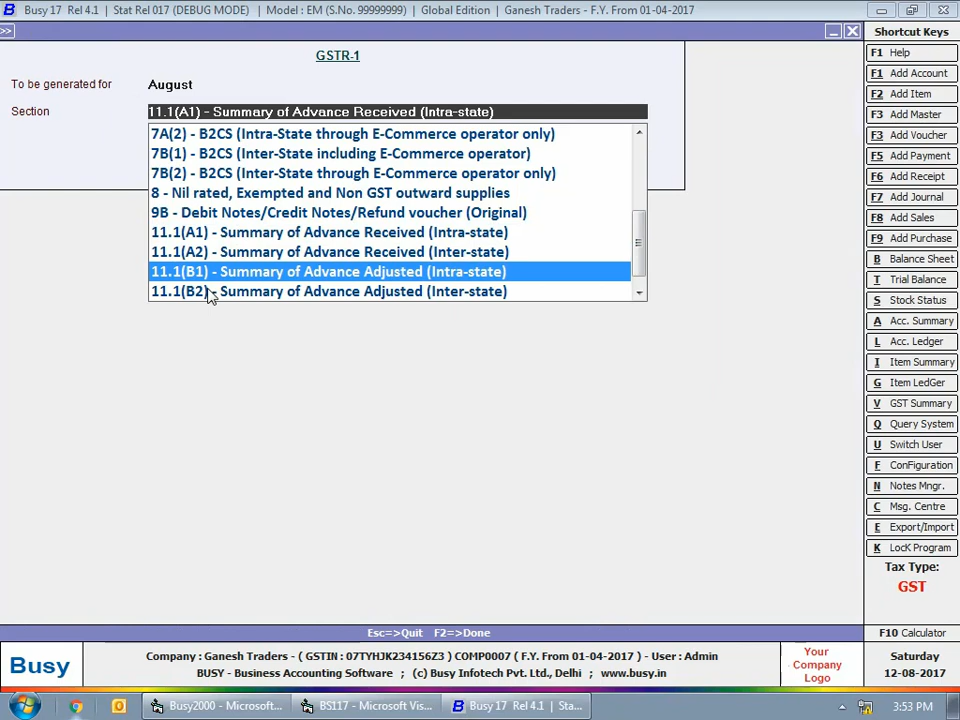 Busy 17 Rel 4.1 | Stat Rel 017 (DEBUG MODE) | Model : EM (S.No. 99999999) | Global Edition | Ganesh Traders - F.Y. From 01-04-2017
>>
Shortcut Keys
GSTR-1
To be generated for August
Section 11.1(A1) - Summary of Advance Received (Intra-state)
7A(2) - B2CS (Intra-State through E-Commerce operator only)
7B(1) - B2CS (Inter-State including E-Commerce operator)
7B(2) - B2CS (Inter-State through E-Commerce operator only)
8 - Nil rated, Exempted and Non GST outward supplies
9B - Debit Notes/Credit Notes/Refund voucher (Original)
11.1(A1) - Summary of Advance Received (Intra-state)
11.1(A2) - Summary of Advance Received (Inter-state)
11.1(B1) - Summary of Advance Adjusted (Intra-state)
11.1(B2) - Summary of Advance Adjusted (Inter-state)
F1 Help
F1 Add Account
F2 Add Item
F3 Add Master
F3 Add Voucher
F5 Add Payment
F6 Add Receipt
F7 Add Journal
F8 Add Sales
F9 Add Purchase
B Balance Sheet
T Trial Balance
S Stock Status
A Acc. Summary
L Acc. Ledger
I Item Summary
G Item LedGer
V GST Summary
Q Query System
U Switch User
F ConFiguration
N Notes Mngr.
C Msg. Centre
E Export/Import
K LocK Program
Tax Type:
GST
Esc=>Quit F2=>Done
F10 Calculator
Busy
Company : Ganesh Traders - ( GSTIN : 07TYHJK234156Z3 ) COMP0007 ( F.Y. From 01-04-2017 ) - User : Admin
BUSY - Business Accounting Software ; (c) Busy Infotech Pvt. Ltd., Delhi ; www.busy.in
Your
Company
Logo
Saturday
12-08-2017
Busy2000 - Microsoft...
BS117 - Microsoft Vis...
Busy 17 Rel 4.1 | Sta...
3:53 PM